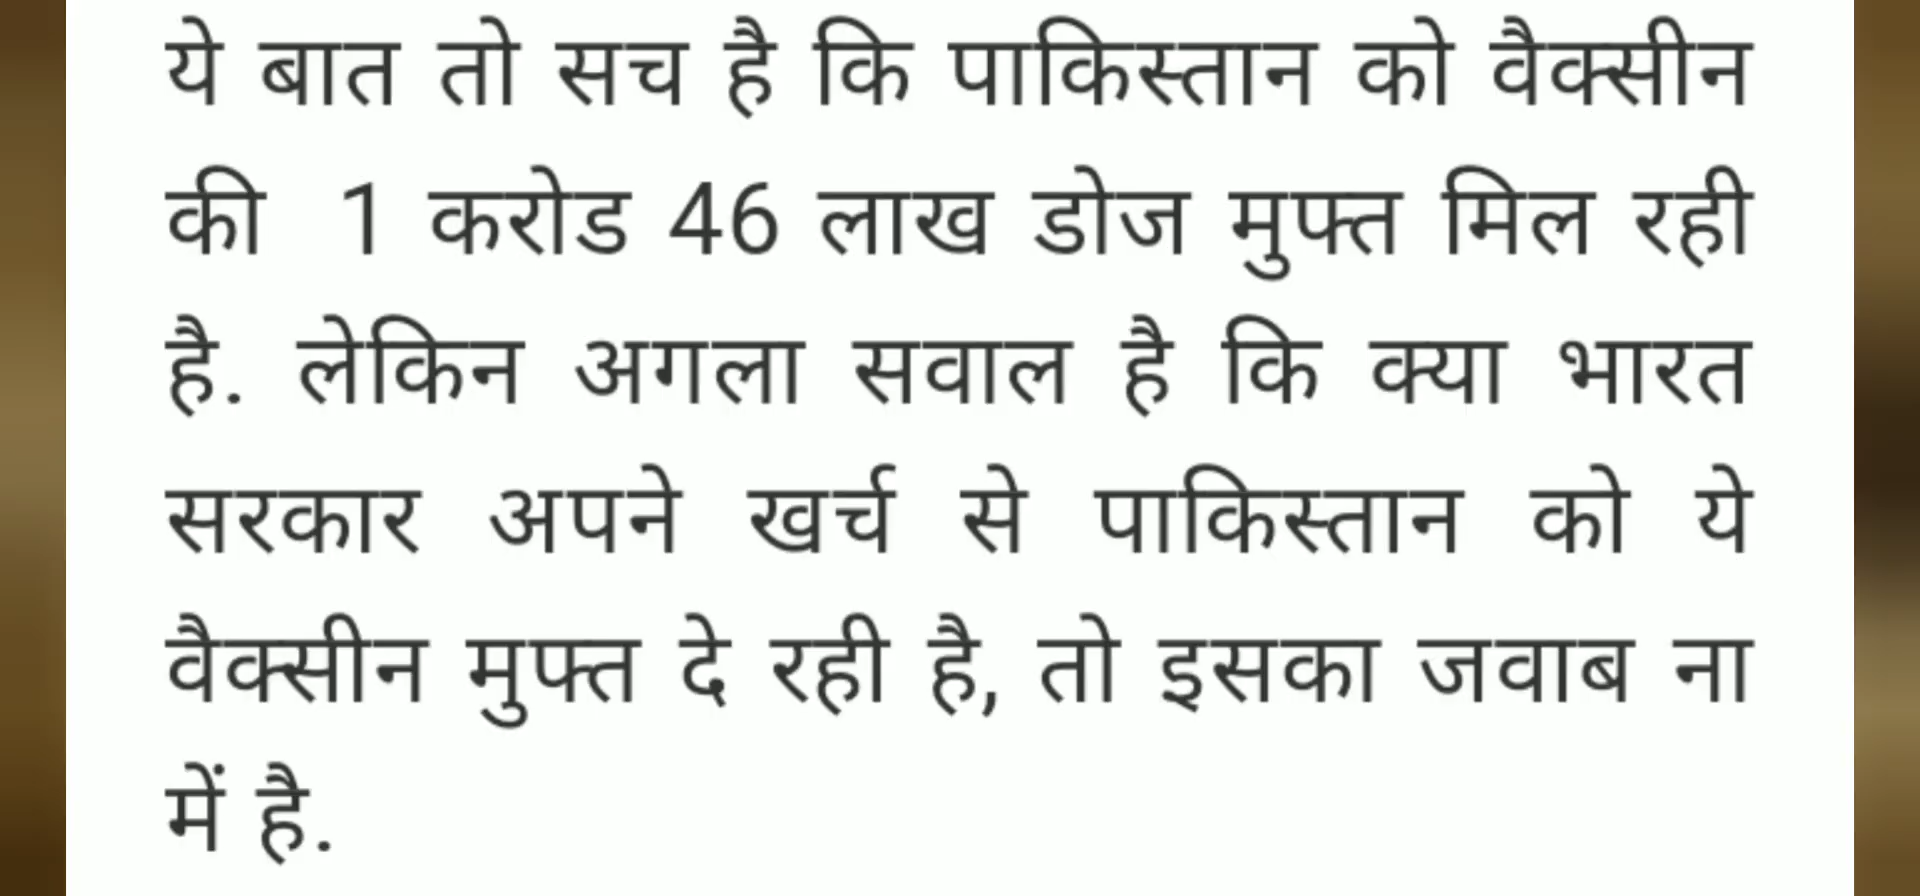 ये बात तो सच है कि पाकिस्तान को वैक्सीन
की 1 करोड 46 लाख डोज मुफ्त मिल रही
है. लेकिन अगला सवाल है कि क्या भारत
सरकार अपने खर्च से पाकिस्तान को ये
वैक्सीन मुफ्त दे रही है, तो इसका जवाब ना
में है.